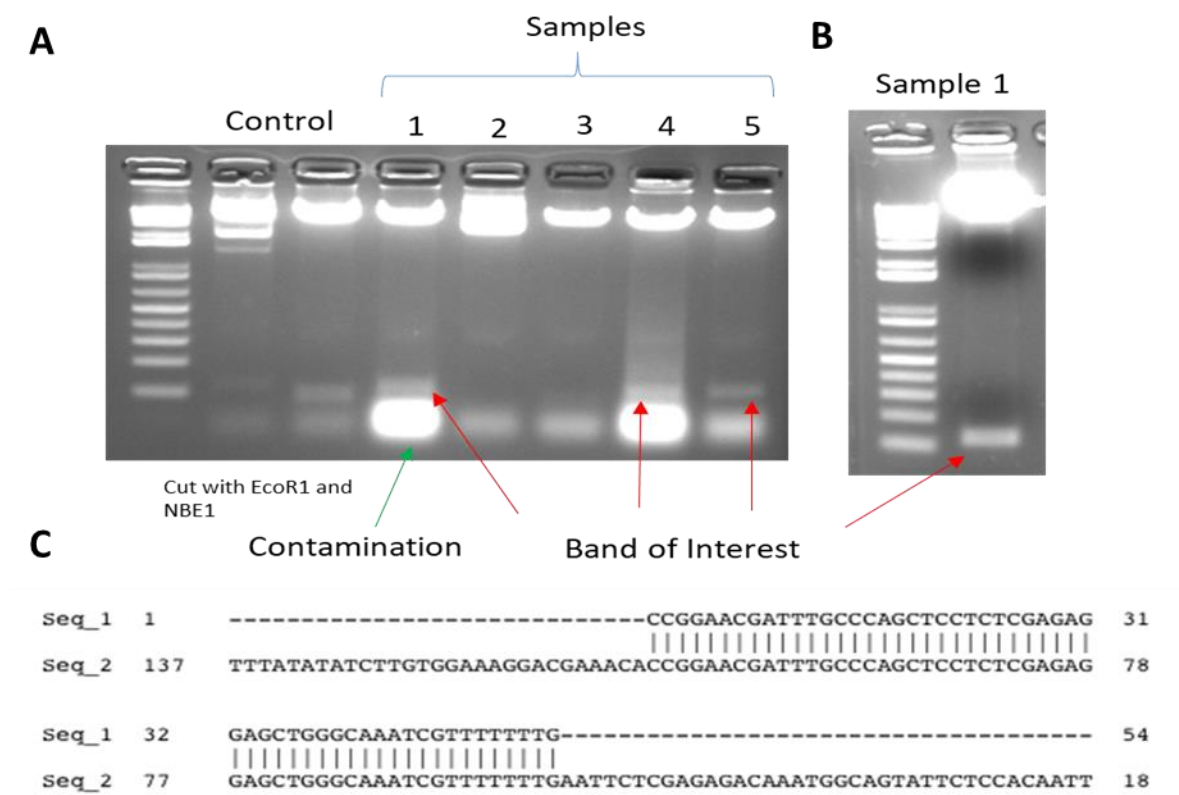 A
Samples
B
Control
1 2 3 4 5
Sample 1
Cut with EcoR1 and
NBE1
Contamination
Band of Interest
C
Seq_1 1 -----------------------------CCGGAACGATTTGCCCAGCTCCTCTCGAGAG 31
Seq_2 137 TTTATATATCTTGTGGAAAGGACGAAACACCGGAACGATTTGCCCAGCTCCTCTCGAGAG 78
Seq_1 32 GAGCTGGGCAAATCGTTTTTTTG------------------------------------- 54
Seq_2 77 GAGCTGGGCAAATCGTTTTTTTGAATTCTCGAGAGACAAATGGCAGTATTCTCCACAATT 18